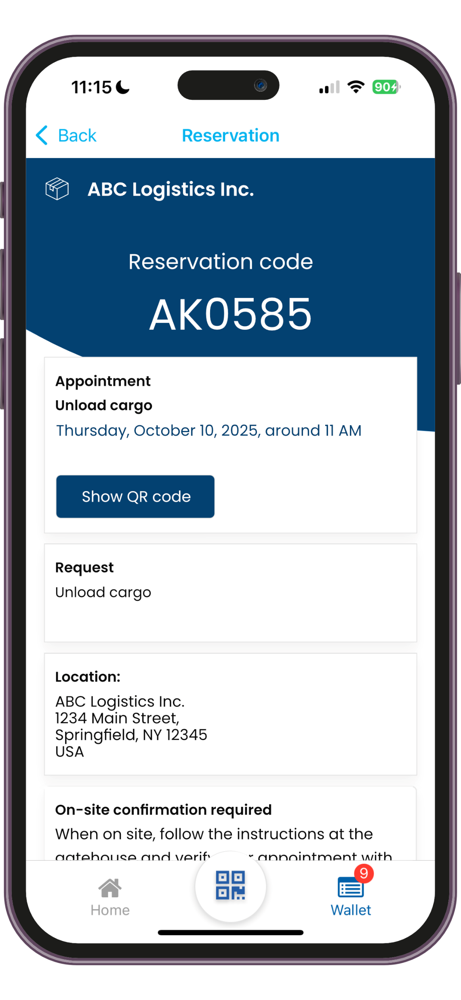 11:15
90
Back
Reservation
ABC Logistics Inc.
Reservation code
AK0585
Appointment
Unload cargo
Thursday, October 10, 2025, around 11 AM
Show QR code
Request
Unload cargo
Location:
ABC Logistics Inc.
1234 Main Street,
Springfield, NY 12345
USA
On-site confirmation required
When on site, follow the instructions at the
gatehouse and verify appointment with
9
Home
Wallet